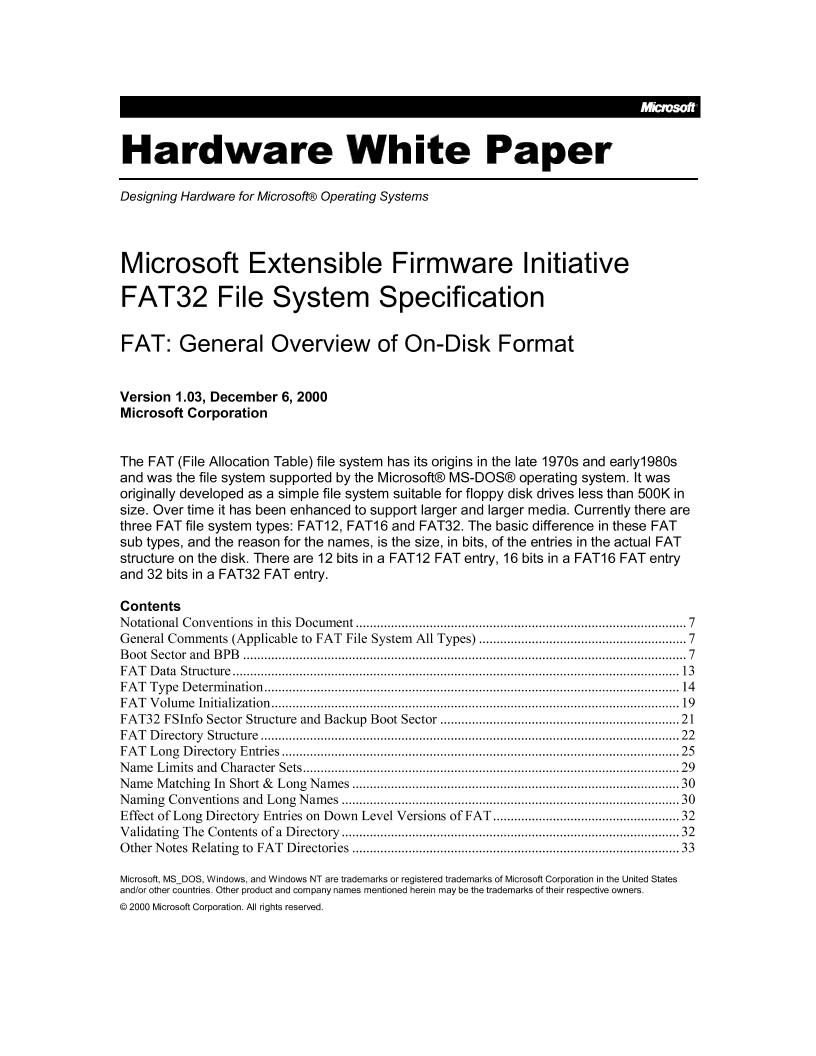 Microsoft
Hardware White Paper
Designing Hardware for Microsoft® Operating Systems
Microsoft Extensible Firmware Initiative
FAT32 File System Specification
FAT: General Overview of On-Disk Format
Version 1.03, December 6, 2000
Microsoft Corporation
The FAT (File Allocation Table) file system has its origins in the late 1970s and early1980s
and was the file system supported by the Microsoft® MS-DOS® operating system. It was
originally developed as a simple file system suitable for floppy disk drives less than 500K in
size. Over time it has been enhanced to support larger and larger media. Currently there are
three FAT file system types: FAT12, FAT16 and FAT32. The basic difference in these FAT
sub types, and the reason for the names, is the size, in bits, of the entries in the actual FAT
structure on the disk. There are 12 bits in a FAT12 FAT entry, 16 bits in a FAT16 FAT entry
and 32 bits in a FAT32 FAT entry.
Contents
Notational Conventions in this Document ............................................................................................. 7
General Comments (Applicable to FAT File System All Types) .......................................................... 7
Boot Sector and BPB ............................................................................................................................. 7
FAT Data Structure............................................................................................................................... 13
FAT Type Determination...................................................................................................................... 14
FAT Volume Initialization.................................................................................................................... 19
FAT32 FSInfo Sector Structure and Backup Boot Sector ................................................................... 21
FAT Directory Structure ....................................................................................................................... 22
FAT Long Directory Entries ................................................................................................................. 25
Name Limits and Character Sets........................................................................................................... 29
Name Matching In Short & Long Names ............................................................................................ 30
Naming Conventions and Long Names ............................................................................................... 30
Effect of Long Directory Entries on Down Level Versions of FAT.................................................... 32
Validating The Contents of a Directory ............................................................................................... 32
Other Notes Relating to FAT Directories ............................................................................................ 33
Microsoft, MS_DOS, Windows, and Windows NT are trademarks or registered trademarks of Microsoft Corporation in the United States
and/or other countries. Other product and company names mentioned herein may be the trademarks of their respective owners.
© 2000 Microsoft Corporation. All rights reserved.